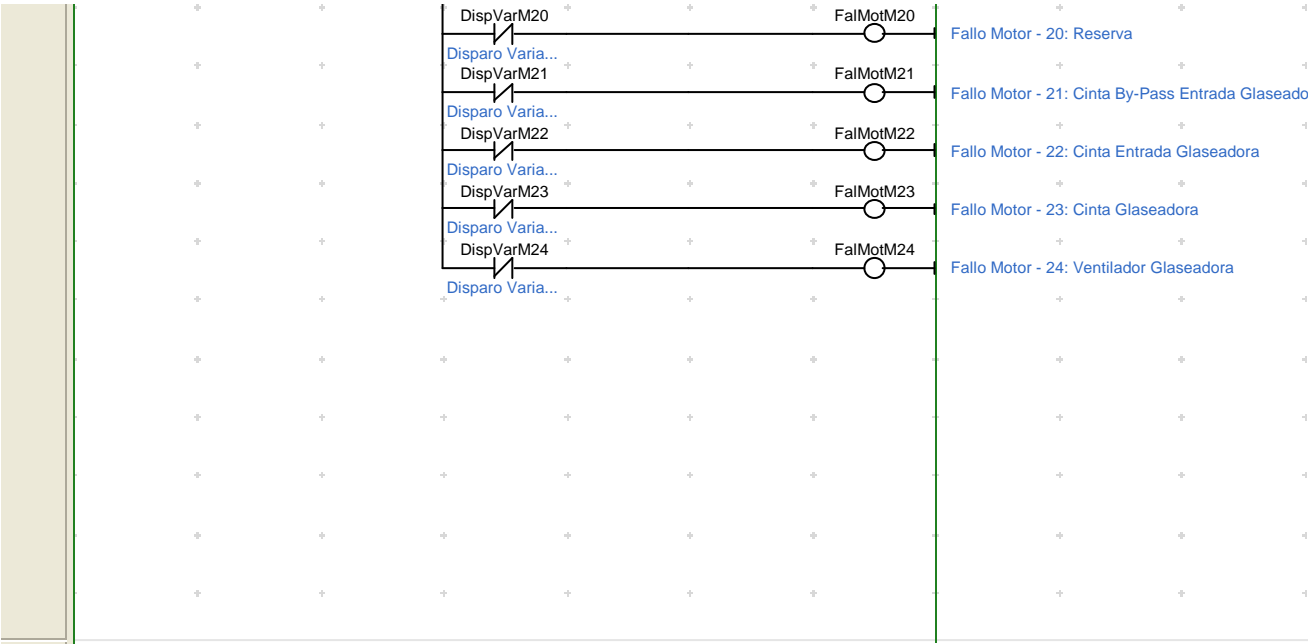 DispVarM20 FalMotM20
Fallo Motor - 20: Reserva
Disparo Varia...
DispVarM21 FalMotM21
Fallo Motor - 21: Cinta By-Pass Entrada Glaseado
Disparo Varia...
DispVarM22 FalMotM22
Fallo Motor - 22: Cinta Entrada Glaseadora
Disparo Varia...
DispVarM23 FalMotM23
Fallo Motor - 23: Cinta Glaseadora
Disparo Varia...
DispVarM24 FalMotM24
Fallo Motor - 24: Ventilador Glaseadora
Disparo Varia...